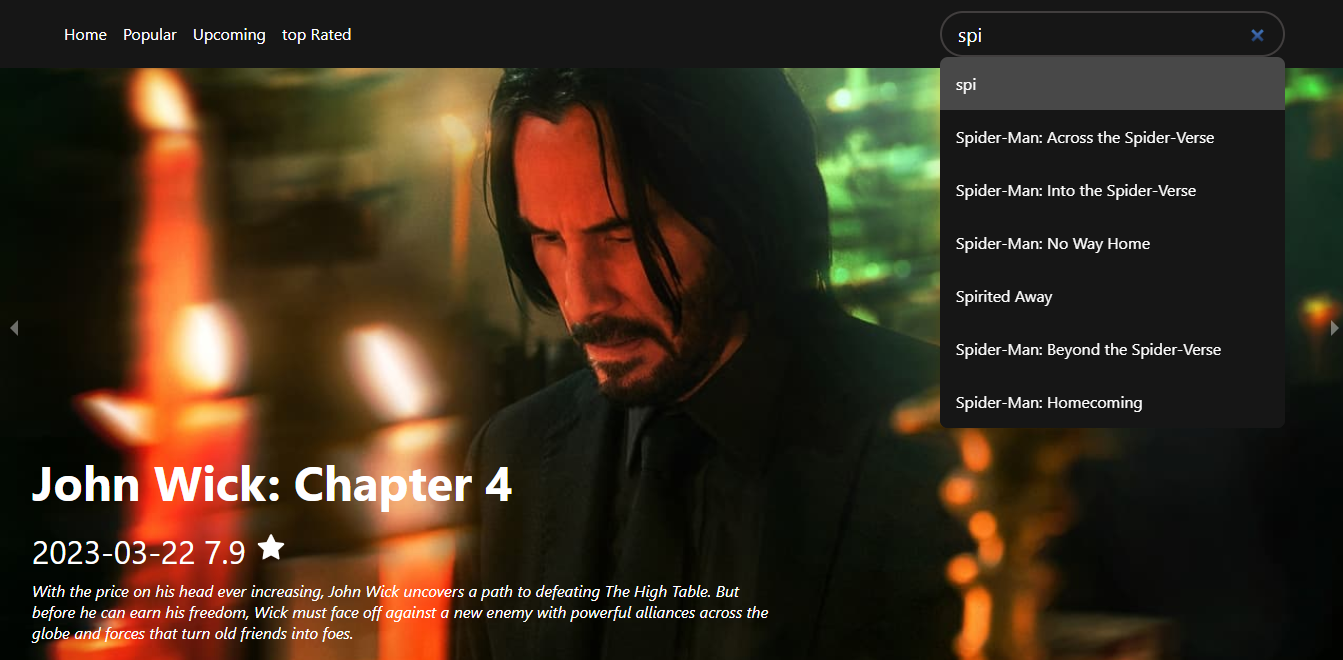 Home Popular Upcoming top Rated
spi
spi
Spider-Man: Across the Spider-Verse
Spider-Man: Into the Spider-Verse
Spider-Man: No Way Home
Spirited Away
Spider-Man: Beyond the Spider-Verse
Spider-Man: Homecoming
John Wick: Chapter 4
2023-03-22 7.9
With the price on his head ever increasing, John Wick uncovers a path to defeating The High Table. But
before he can earn his freedom, Wick must face off against a new enemy with powerful alliances across the
globe and forces that turn old friends into foes.